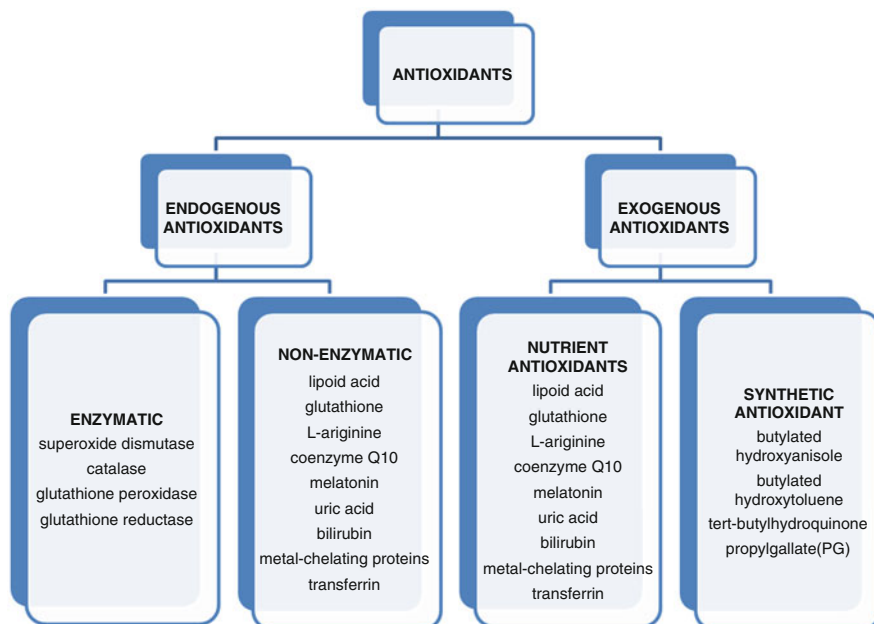 ANTIOXIDANTS
ENDOGENOUS
ANTIOXIDANTS
EXOGENOUS
ANTIOXIDANTS
ENZYMATIC
superoxide dismutase
catalase
glutathione peroxidase
glutathione reductase
NON-ENZYMATIC
lipoid acid
glutathione
L-ariginine
coenzyme Q10
melatonin
uric acid
bilirubin
metal-chelating proteins
transferrin
NUTRIENT
ANTIOXIDANTS
lipoid acid
glutathione
L-ariginine
coenzyme Q10
melatonin
uric acid
bilirubin
metal-chelating proteins
transferrin
SYNTHETIC
ANTIOXIDANT
butylated
hydroxyanisole
butylated
hydroxytoluene
tert-butylhydroquinone
propylgallate(PG)